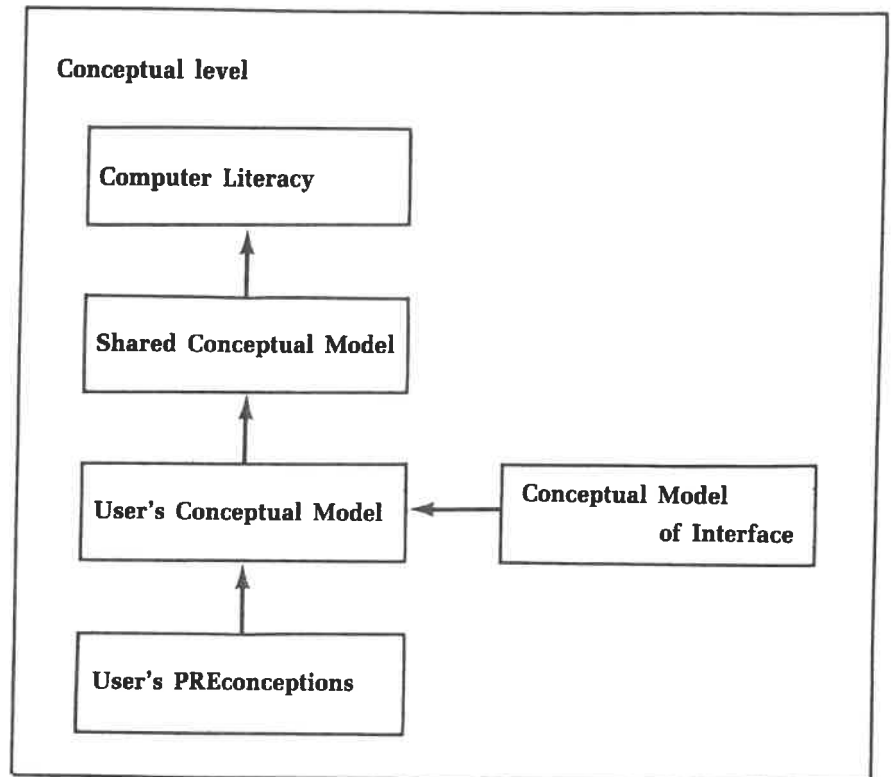 Conceptual level
Computer Literacy
Shared Conceptual Model
User's Conceptual Model
Conceptual Model
of Interface
User's PREconceptions